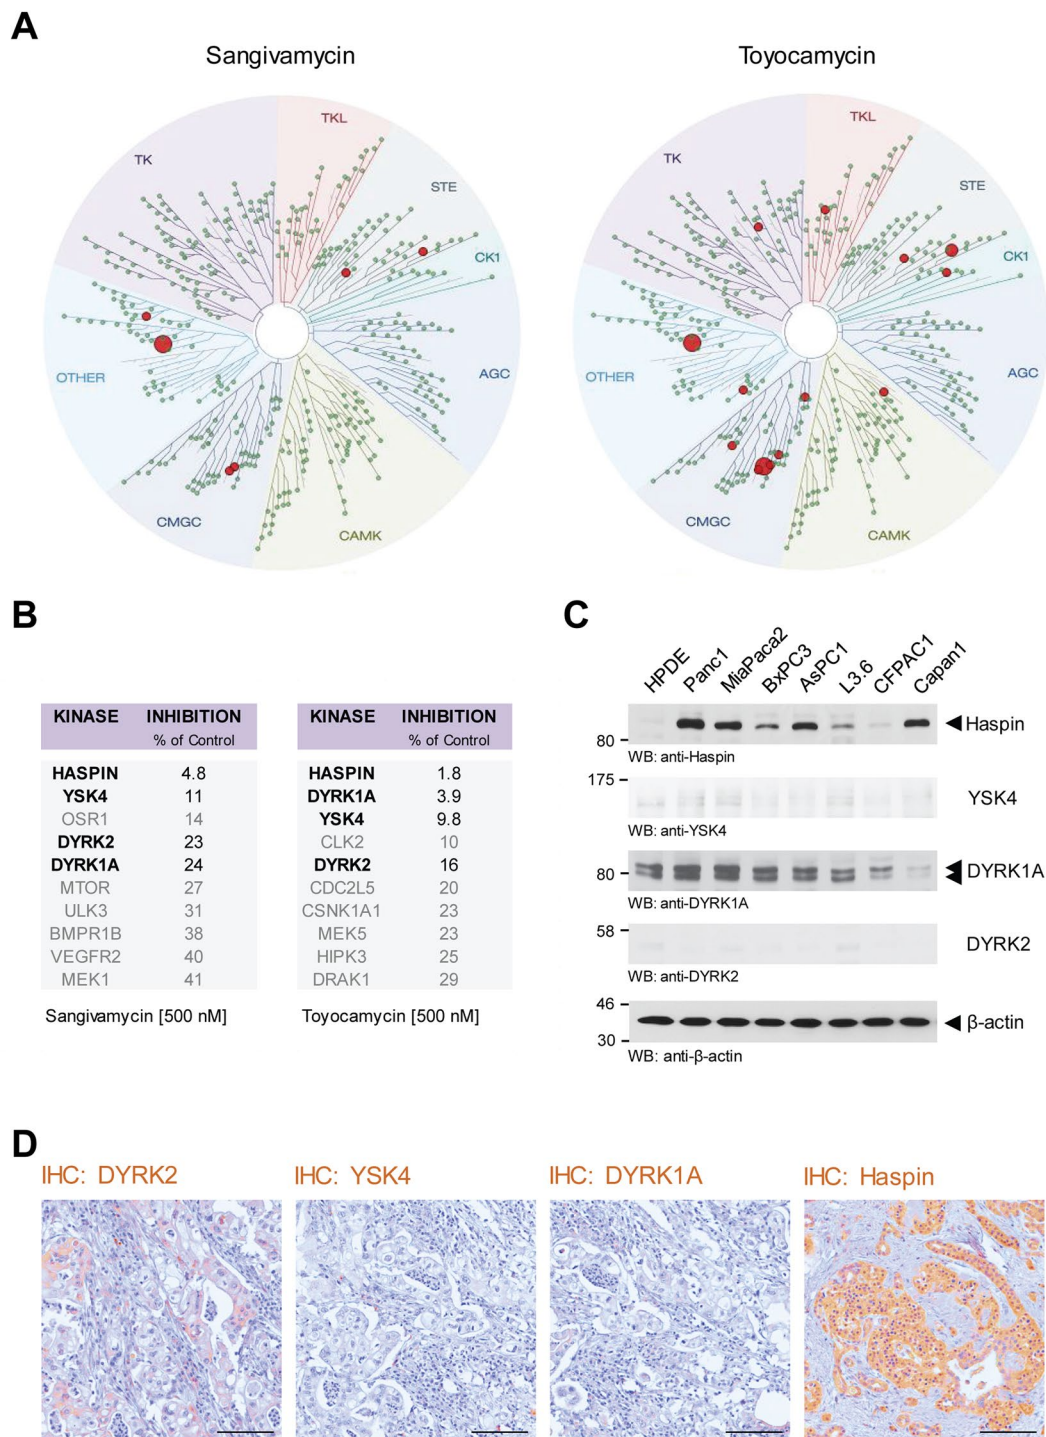 A
Sangivamycin Toyocamycin
TKL TKL
TK TK
STE STE
CK1 CK1
OTHER AGC OTHER AGC
CMGC CAMK CMGC CAMK
B
KINASE INHIBITION
% of Control
HASPIN 4.8
YSK4 11
OSR1 14
DYRK2 23
DYRK1A 24
MTOR 27
ULK3 31
BMPR1B 38
VEGFR2 40
MEK1 41
Sangivamycin [500 nM]
KINASE INHIBITION
% of Control
HASPIN 1.8
DYRK1A 3.9
YSK4 9.8
CLK2 10
DYRK2 16
CDC2L5 20
CSNK1A1 23
MEK5 23
HIPK3 25
DRAK1 29
Toyocamycin [500 nM]
C
HPDE Panc1 MiaPaca2 BxPC3 AsPC1 L3.6 CFPAC1 Capan1
Haspin
80
WB: anti-Haspin
175
YSK4
WB: anti-YSK4
80 DYRK1A
WB: anti-DYRK1A
58
DYRK2
WB: anti-DYRK2
46
β-actin
30
WB: anti-β-actin
D
IHC: DYRK2 IHC: YSK4 IHC: DYRK1A IHC: Haspin